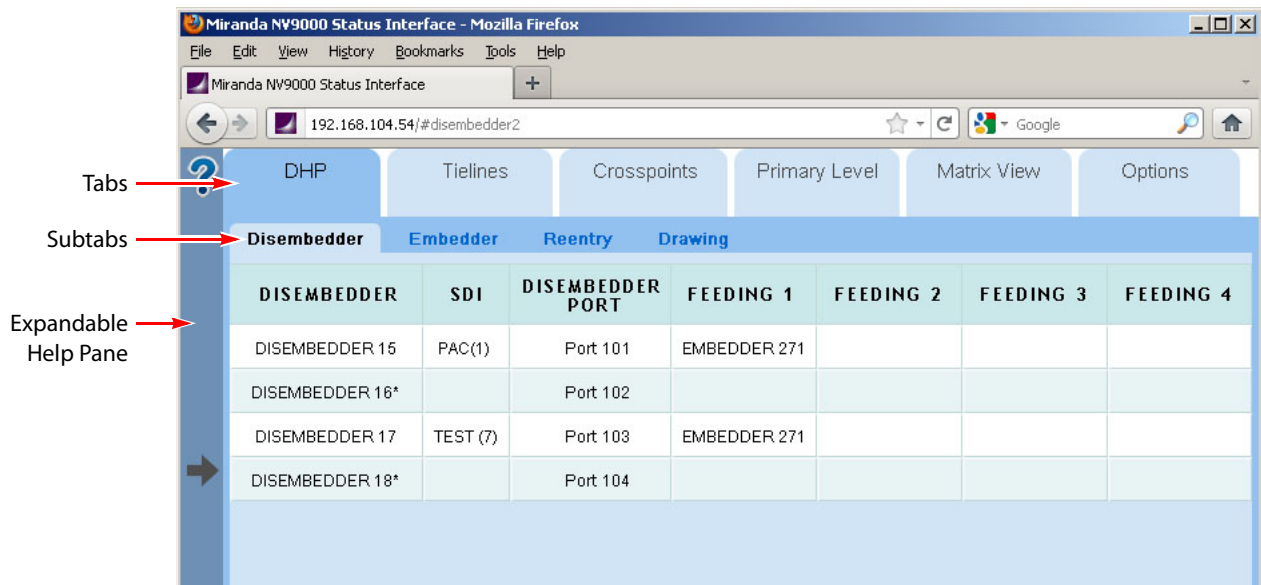 Miranda NV9000 Status Interface - Mozilla Firefox
File Edit View History Bookmarks Tools Help
Miranda NV9000 Status Interface +
192.168.104.54/#disembedder2 Google
Tabs
DHP Tielines Crosspoints Primary Level Matrix View Options
Subtabs
Disembedder Embedder Reentry Drawing
DISEMBEDDER SDI DISEMBEDDER PORT FEEDING 1 FEEDING 2 FEEDING 3 FEEDING 4
Expandable
Help Pane
DISEMBEDDER 15 PAC(1) Port 101 EMBEDDER 271
DISEMBEDDER 16* Port 102
DISEMBEDDER 17 TEST (7) Port 103 EMBEDDER 271
DISEMBEDDER 18* Port 104